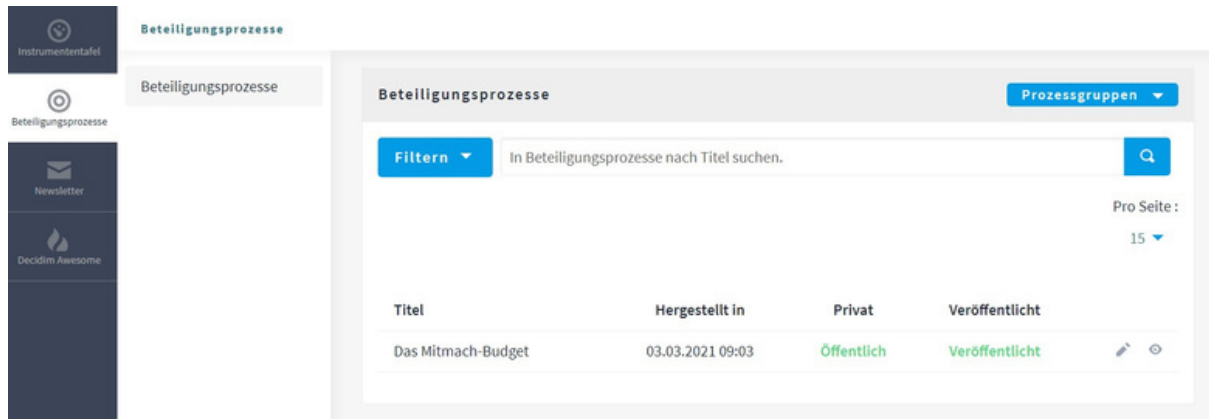 Instrumententafel
Beteiligungsprozesse
Newsletter
Decidim Awesome
Beteiligungsprozesse
Beteiligungsprozesse
Beteiligungsprozesse
Prozessgruppen
Filtern
In Beteiligungsprozesse nach Titel suchen.
Pro Seite :
15
Titel Hergestellt in Privat Veröffentlicht
Das Mitmach-Budget 03.03.2021 09:03 Öffentlich Veröffentlicht